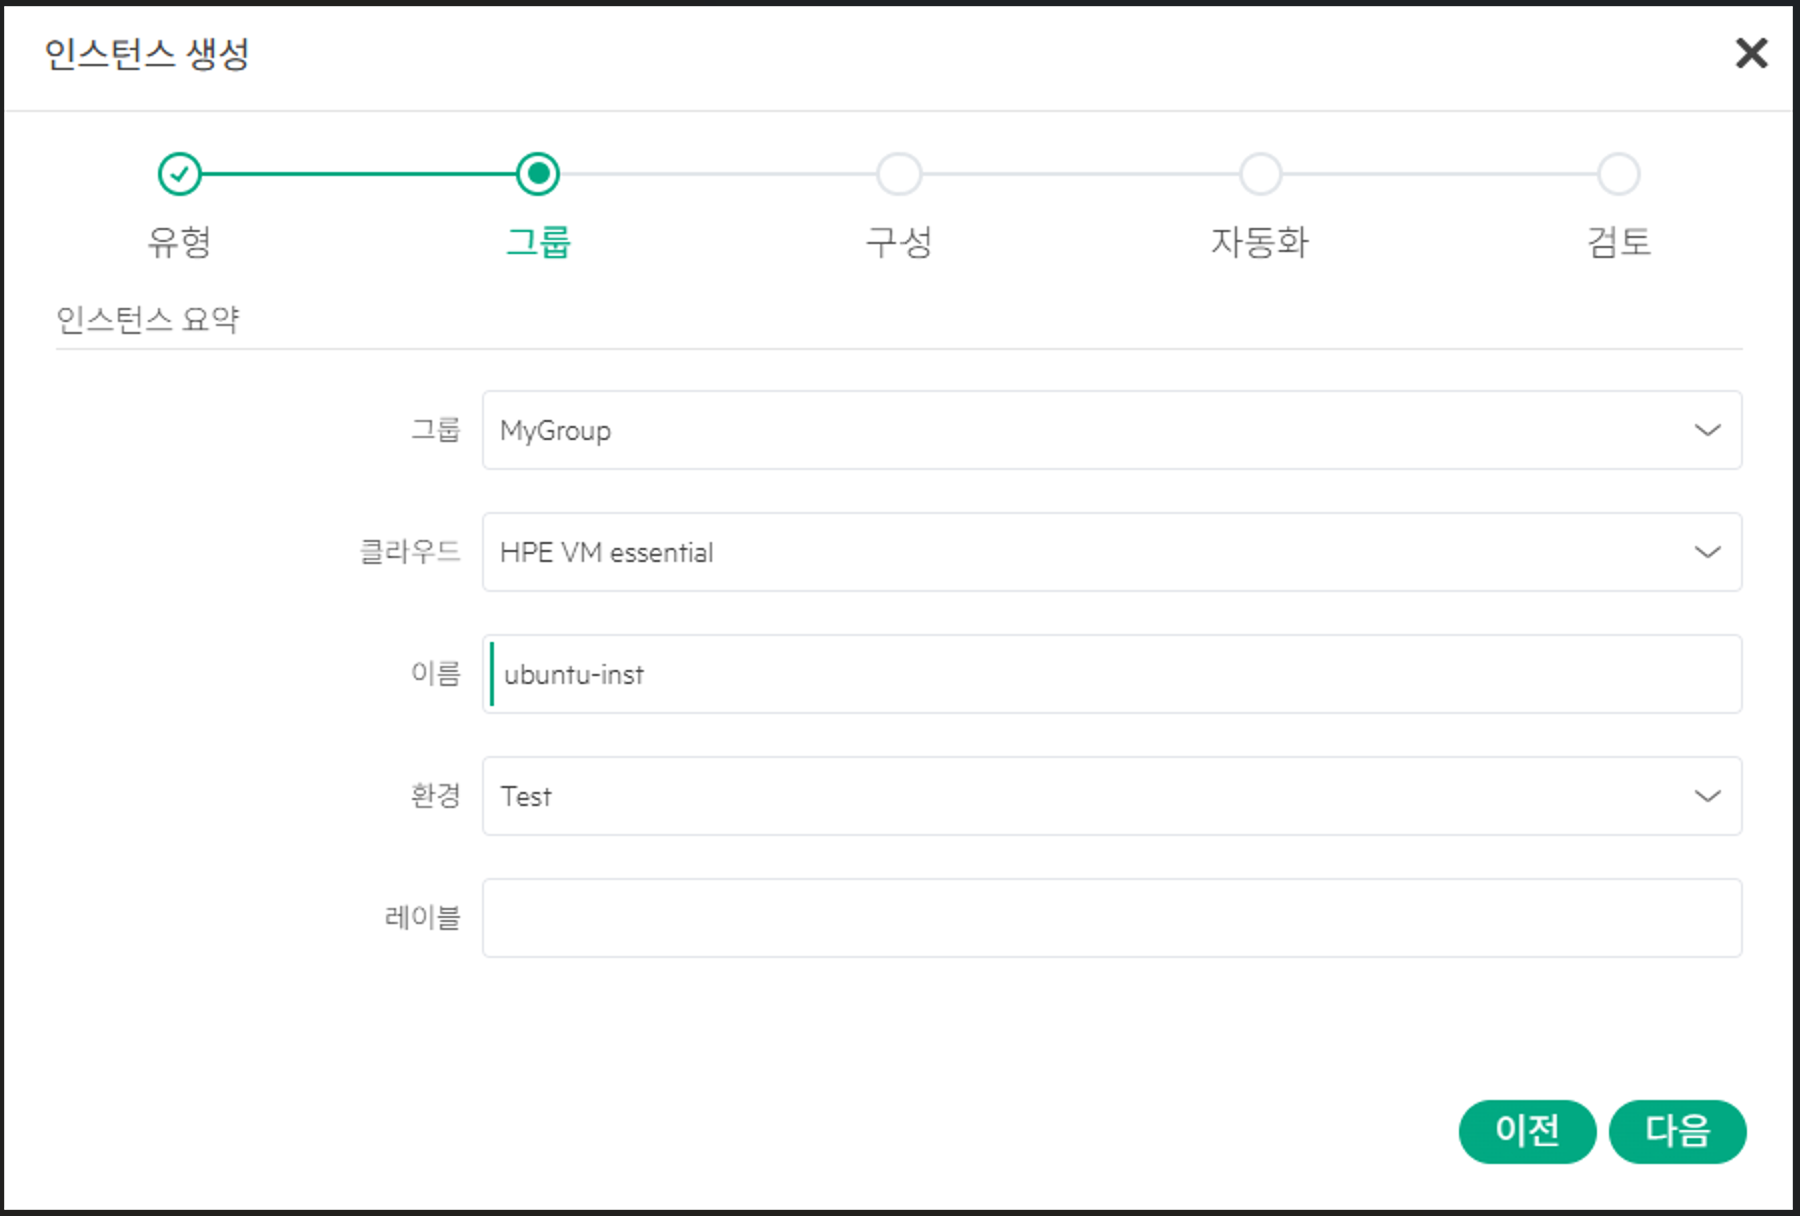 인스턴스 생성
유형
그룹
구성
자동화
검토
인스턴스 요약
그룹
MyGroup
클라우드
HPE VM essential
이름
ubuntu-inst
환경
Test
레이블
이전
다음